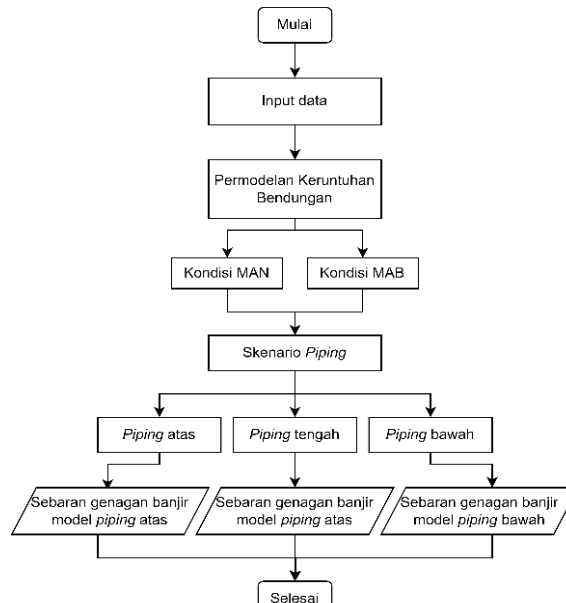 Mulai
Input data
Permodelan Keruntuhan
Bendungan
Kondisi MAN
Kondisi MAB
Skenario Piping
Piping atas
Piping tengah
Piping bawah
Sebaran genagan banjir
model piping atas
Sebaran genagan banjir
model piping atas
Sebaran genagan banjir
model piping bawah
Selesai